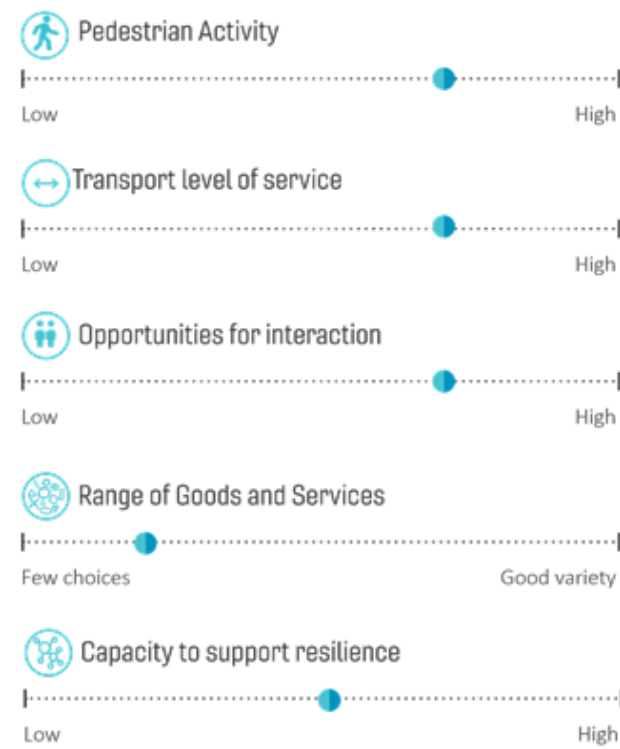 Pedestrian Activity
Low High
Transport level of service
Low High
Opportunities for interaction
Low High
Range of Goods and Services
Few choices Good variety
Capacity to support resilience
Low High